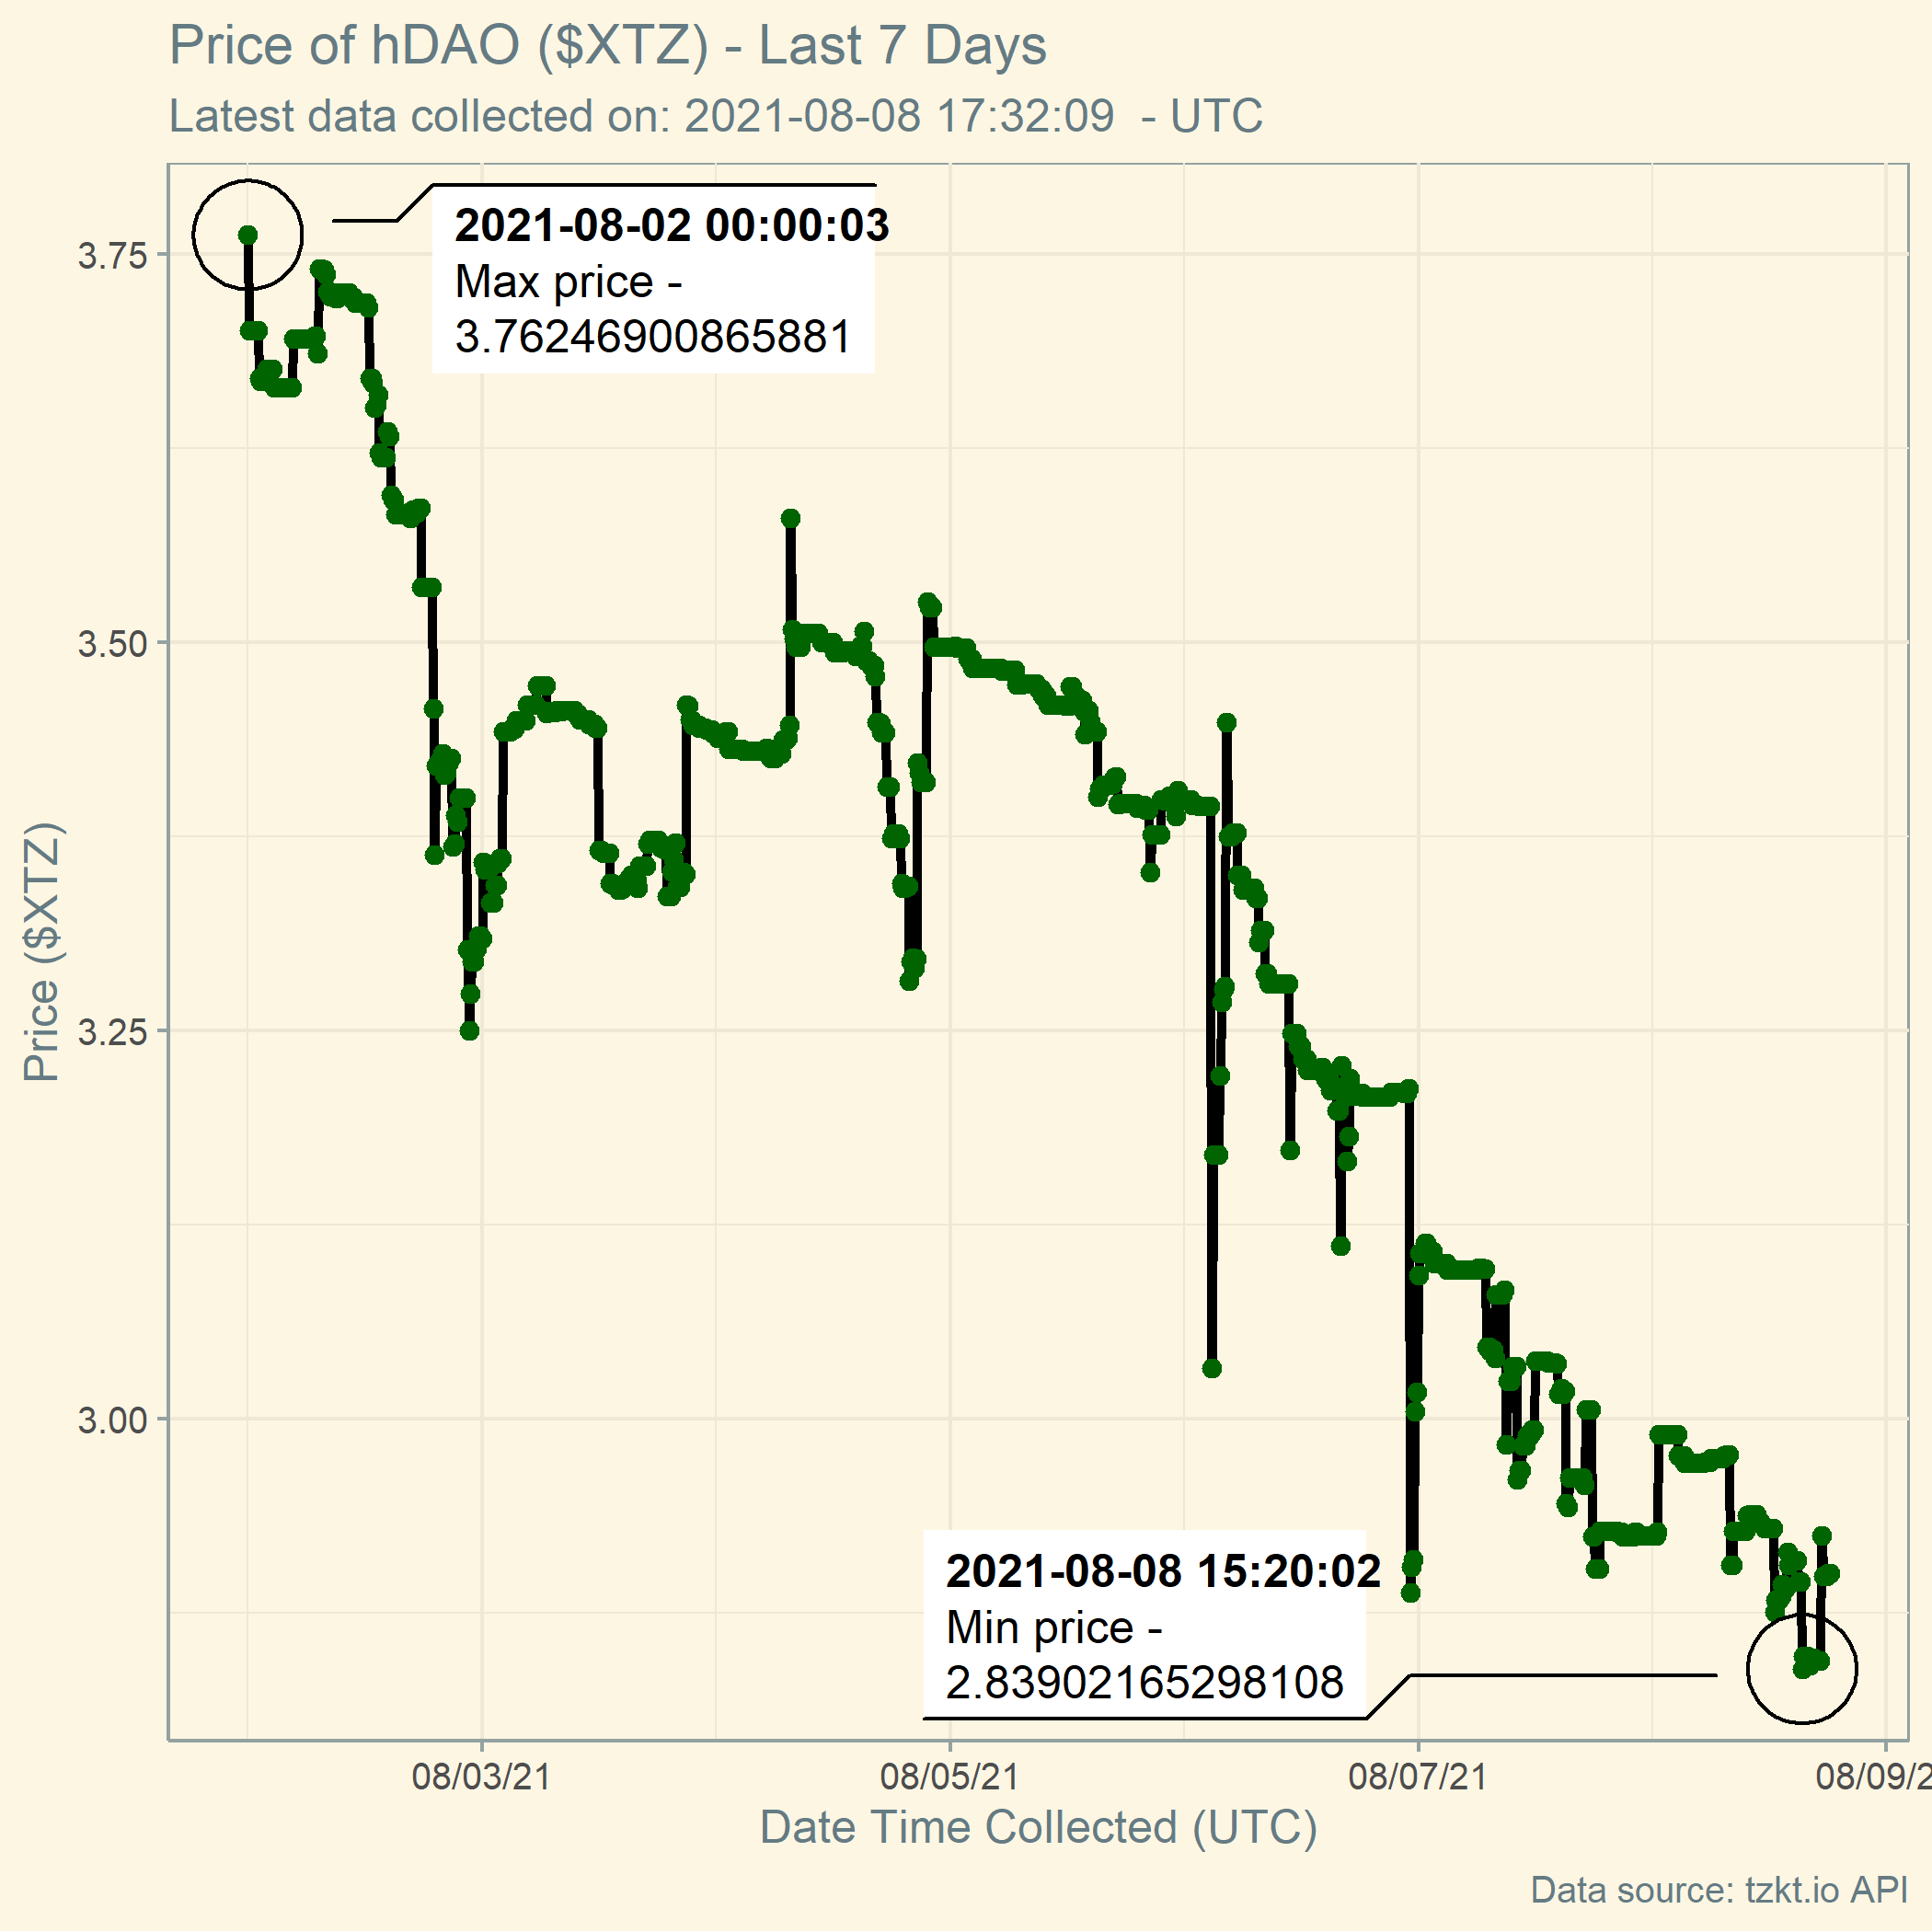 Price of hDAO ($XTZ) - Last 7 Days
Latest data collected on: 2021-08-08 17:32:09  - UTC
2021-08-02 00:00:03
Max price -
3.76246900865881
3.75
3.50
3.25
3.00
Price ($XTZ)
2021-08-08 15:20:02
Min price -
2.83902165298108
08/03/21
08/05/21
08/07/21
08/09/2
Date Time Collected (UTC)
Data source: tzkt.io API